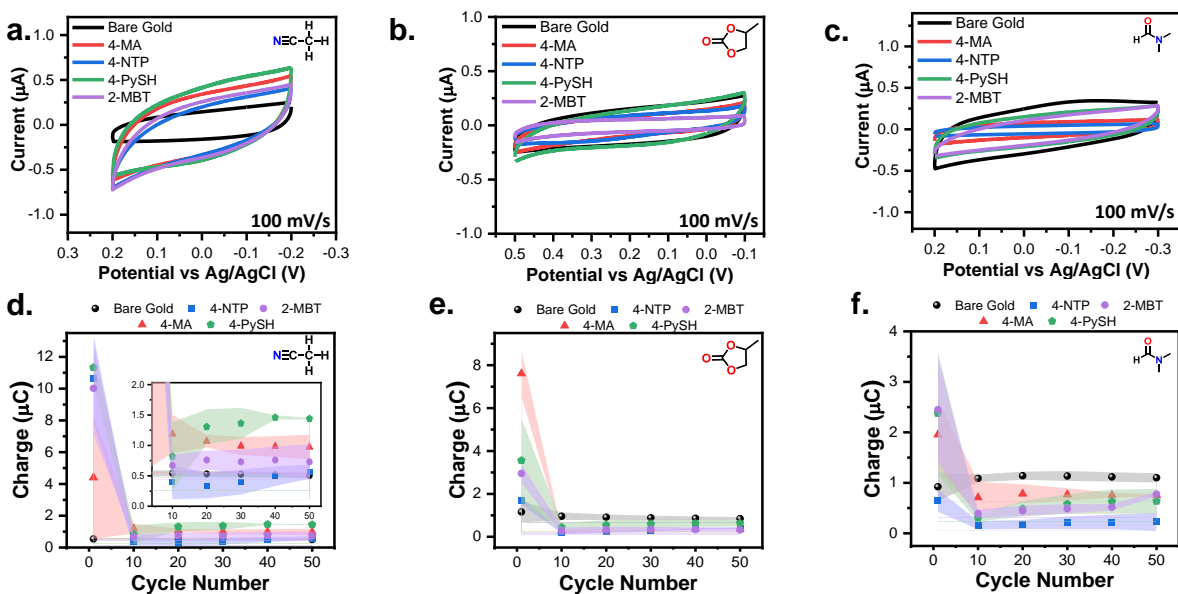 a.
Bare Gold
4-MA
4-NTP
4-PySH
2-MBT
N≡C–C–H
H
H
1.0
0.5
0.0
-0.5
-1.0
Current (µA)
100 mV/s
0.3 0.2 0.1 0.0 -0.1 -0.2 -0.3
Potential vs Ag/AgCl (V)
b.
Bare Gold
4-MA
4-NTP
4-PySH
2-MBT
O
O
O
1.0
0.5
0.0
-0.5
-1.0
Current (µA)
100 mV/s
0.5 0.4 0.3 0.2 0.1 0.0 -0.1
Potential vs Ag/AgCl (V)
c.
Bare Gold
4-MA
4-NTP
4-PySH
2-MBT
O
H N
1.0
0.5
0.0
-0.5
-1.0
Current (µA)
100 mV/s
0.2 0.1 0.0 -0.1 -0.2 -0.3
Potential vs Ag/AgCl (V)
d.
Bare Gold 4-NTP 2-MBT
4-MA 4-PySH
N≡C–C–H
H
H
12
10
8
6
4
2
0
Charge (µC)
2.0
1.5
1.0
0.5
0.0
10 20 30 40 50
0 10 20 30 40 50
Cycle Number
e.
Bare Gold 4-NTP 2-MBT
4-MA 4-PySH
O
O
O
8
6
4
2
0
Charge (µC)
0 10 20 30 40 50
Cycle Number
f.
Bare Gold 4-NTP 2-MBT
4-MA 4-PySH
O
H N
4
3
2
1
0
Charge (µC)
0 10 20 30 40 50
Cycle Number